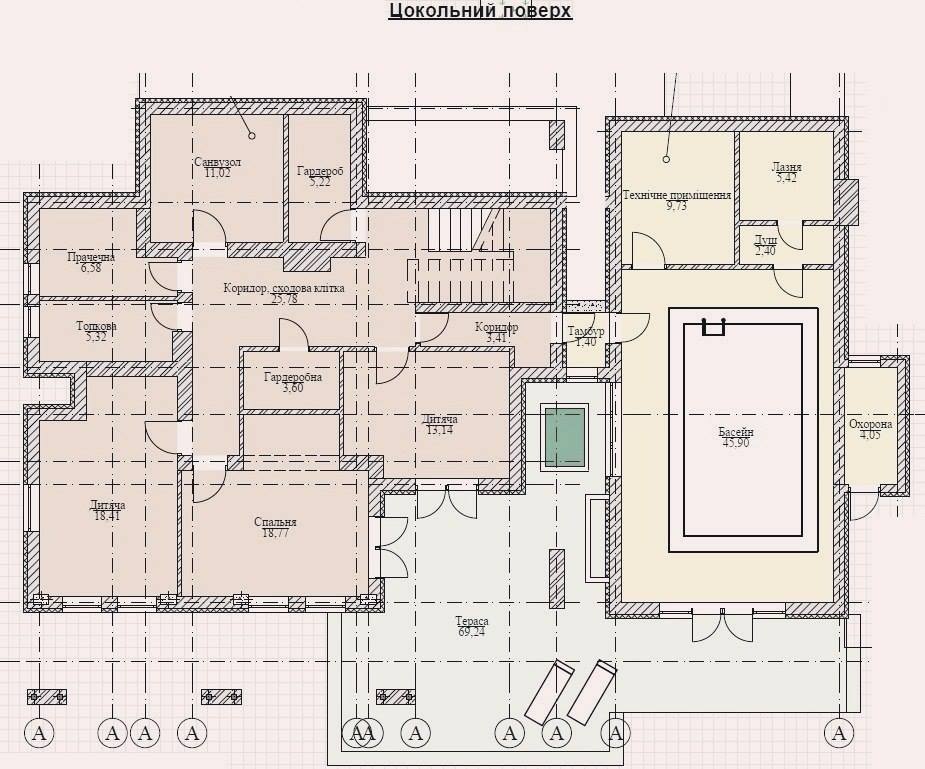 Цокольний поверх
Санвузол
11,02
Гардероб
5,22
Технічне приміщення
9,73
Лазня
5,42
Душ
2,40
Прачечна
6,58
Коридор, сходова клітка
25,78
Топкова
5,32
Коридор
3,41
Тамбур
1,40
Гардеробна
3,60
Дитяча
13,14
Басейн
45,90
Охорона
4,05
Дитяча
18,41
Спальня
18,77
Тераса
69,24
А А А А А А А А А А А